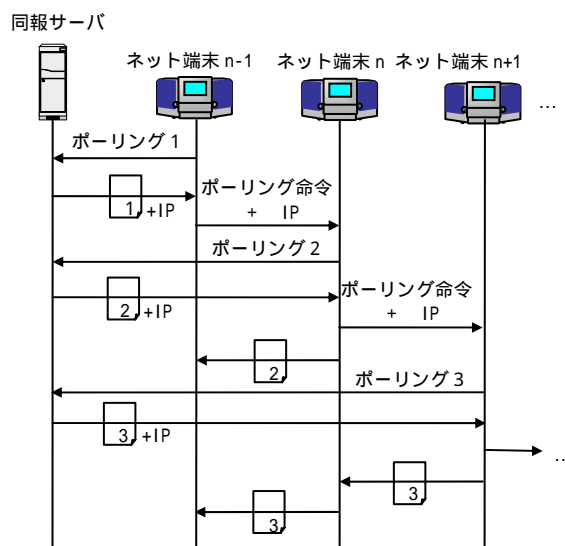 同報サーバ
ネット端末 n-1
ネット端末 n
ネット端末 n+1
…
ポーリング 1
1 +IP
ポーリング命令
+ IP
ポーリング 2
2 +IP
ポーリング命令
+ IP
2
ポーリング 3
3 +IP
…
3
3